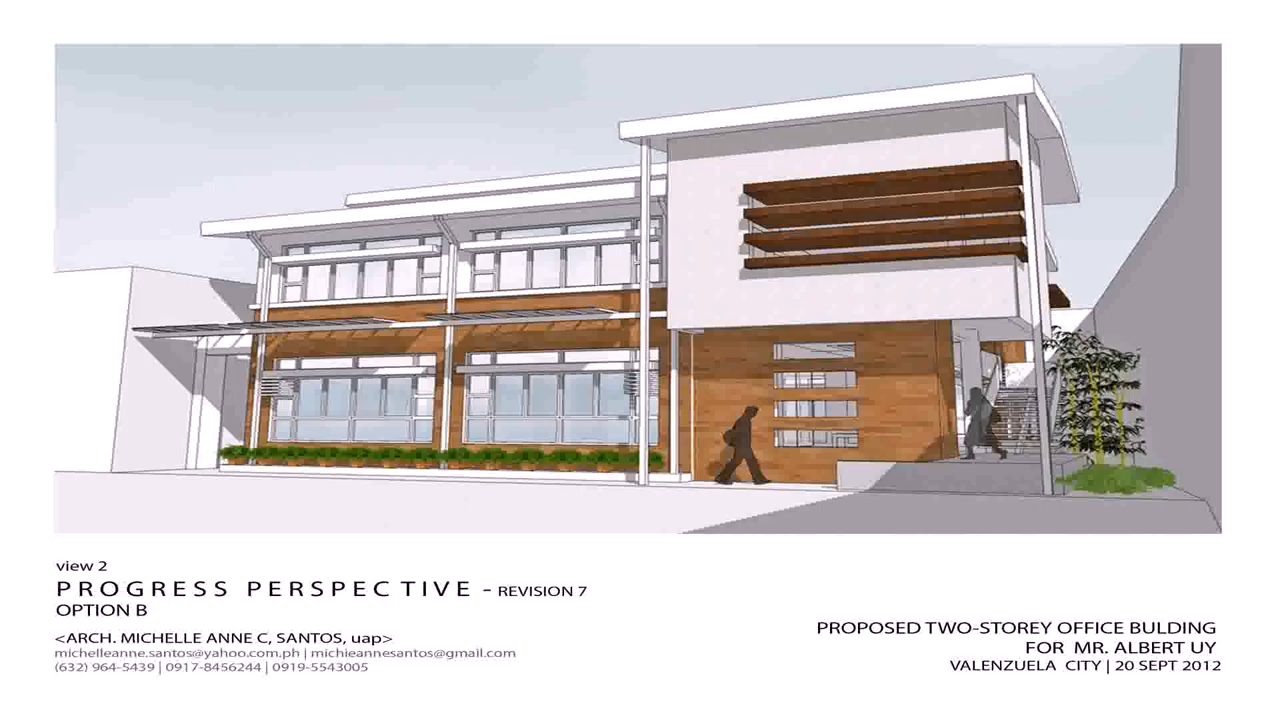 view 2
PROGRESS PERSPECTIVE - REVISION 7
OPTION B
<ARCH. MICHELLE ANNE C, SANTOS, uap>
michelleanne.santos@yahoo.com.ph | michieannesantos@gmail.com
(632) 964-5439 | 0917-8456244 | 0919-5543005
PROPOSED TWO-STOREY OFFICE BULDING
FOR MR. ALBERT UY
VALENZUELA CITY | 20 SEPT 2012